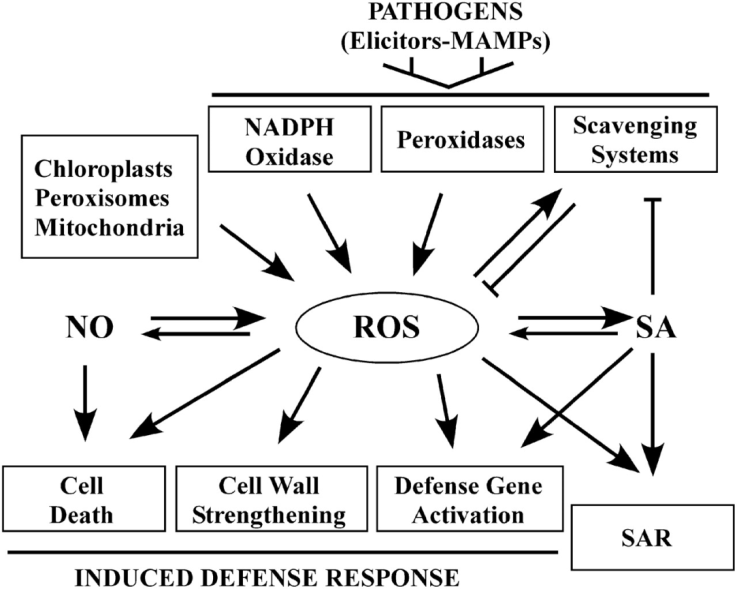 PATHOGENS
(Elicitors-MAMPs)
NADPH
Oxidase
Peroxidases
Scavenging
Systems
Chloroplasts
Peroxisomes
Mitochondria
NO
ROS
SA
Cell
Death
Cell Wall
Strengthening
Defense Gene
Activation
SAR
INDUCED DEFENSE RESPONSE